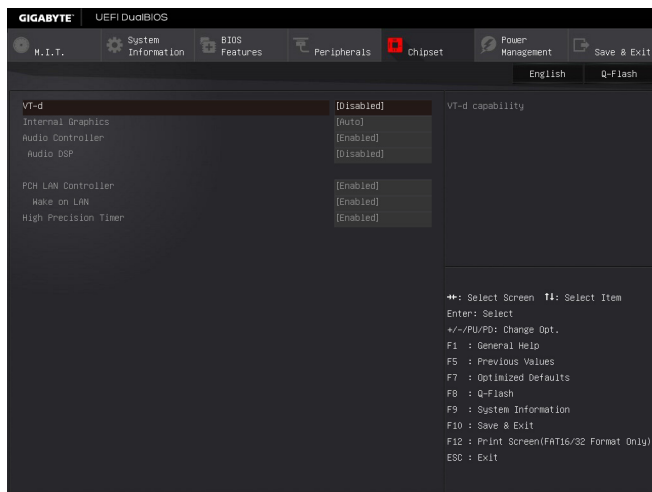 GIGABYTE™ UEFI DualBIOS
M.I.T. System Information BIOS Features Peripherals Chipset Power Management Save & Exit
English Q-Flash
VT-d [Disabled]
Internal Graphics [Auto]
Audio Controller [Enabled]
Audio DSP [Disabled]
PCH LAN Controller [Enabled]
Wake on LAN [Enabled]
High Precision Timer [Enabled]
VT-d capability
→←: Select Screen ↑↓: Select Item
Enter: Select
+/-/PU/PD: Change Opt.
F1 : General Help
F5 : Previous Values
F7 : Optimized Defaults
F8 : Q-Flash
F9 : System Information
F10 : Save & Exit
F12 : Print Screen(FAT16/32 Format Only)
ESC : Exit